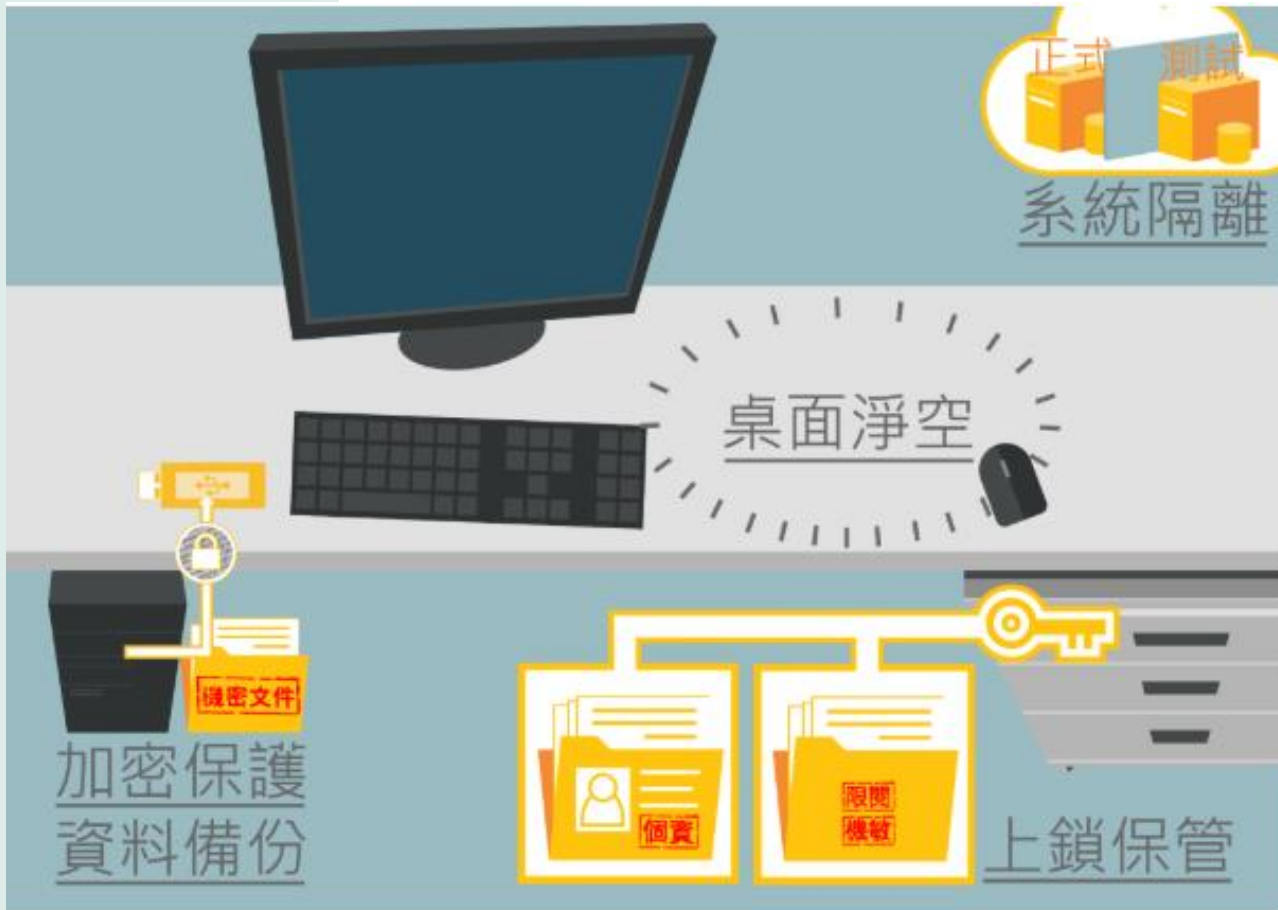 正式 測試
系統隔離
桌面淨空
機密文件
加密保護
資料備份
個資
限閱
機敏
上鎖保管